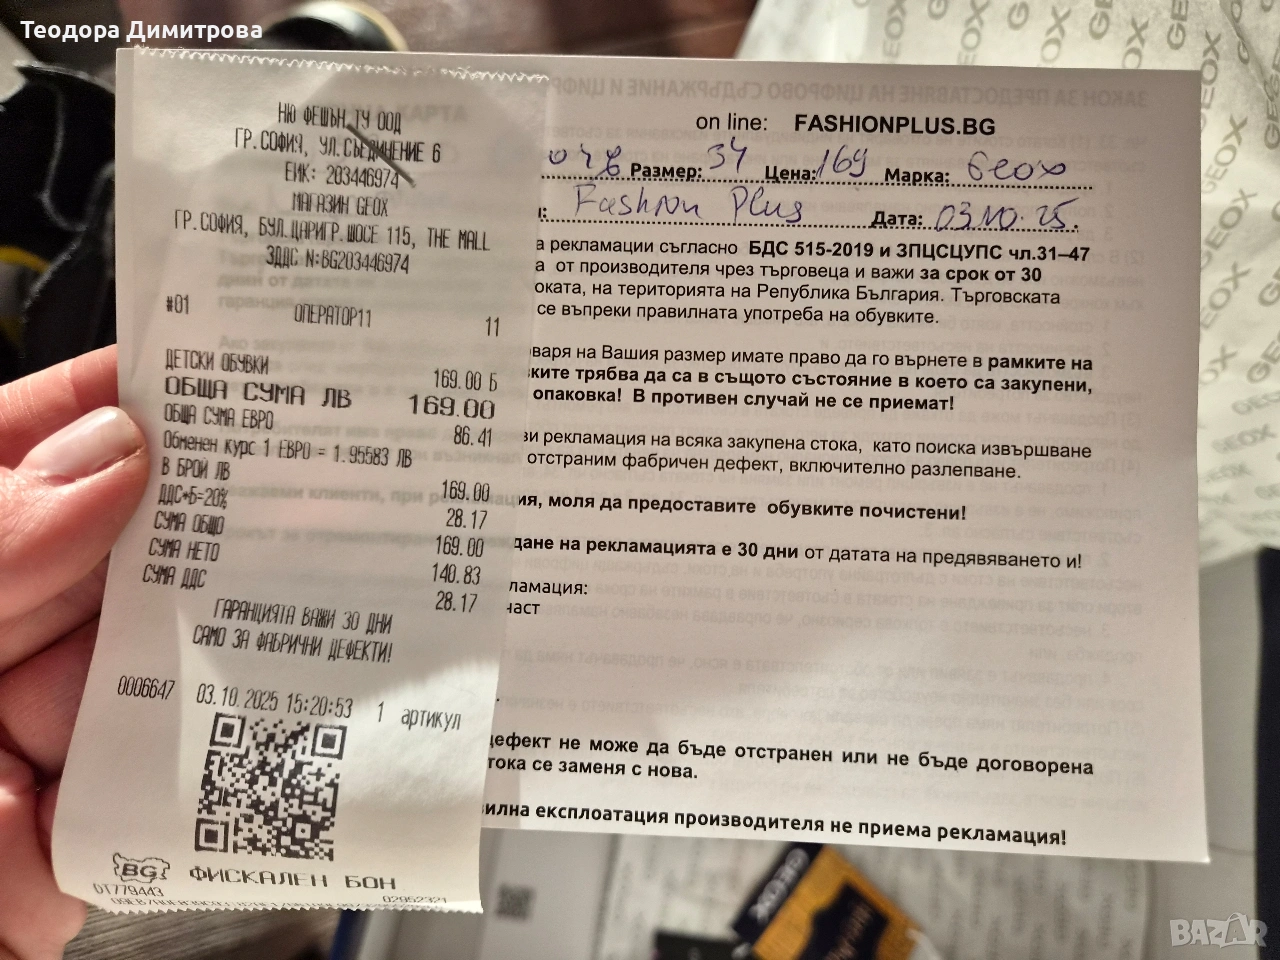 Теодора Димитрова
НЮ ФЕШЪН ТУ ООД
ГР.СОФИЯ, УЛ.СЪЕДИНЕНИЕ 6
ЕИК: 203446974
МАГАЗИН GEOX
ГР.СОФИЯ, БУЛ.ЦАРИГР.ШОСЕ 115, THE MALL
ЗДДС N:BG203446974
#01 ОПЕРАТОР11 11
ДЕТСКИ ОБУВКИ 169.00 Б
ОБЩА СУМА ЛВ 169.00
ОБЩА СУМА ЕВРО 86.41
Обменен курс 1 ЕВРО = 1.95583 ЛВ
В БРОЙ ЛВ 169.00
ДДС*Б=20% 28.17
СУМА ОБЩО 169.00
СУМА НЕТО 140.83
СУМА ДДС 28.17
ГАРАНЦИЯТА ВАЖИ 30 ДНИ
САМО ЗА ФАБРИЧНИ ДЕФЕКТИ!
0006647 03.10.2025 15:20:53 1 артикул
BG ФИСКАЛЕН БОН
DT779443 02952321
on line: FASHIONPLUS.BG
Размер: 34 Цена: 169 Марка: Geox
Fashion Plus Дата: 03.10.25.
а рекламации съгласно БДС 515-2019 и ЗПЦСЦУПС чл.31–47
а от производителя чрез търговеца и важи за срок от 30
токата, на територията на Република България. Търговската
се въпреки правилната употреба на обувките.
варя на Вашия размер имате право да го върнете в рамките на
ките трябва да са в същото състояние в което са закупени,
опаковка! В противен случай не се приемат!
ви рекламация на всяка закупена стока, като поиска извършване
отстраним фабричен дефект, включително разлепване.
ия, моля да предоставите обувките почистени!
дане на рекламацията е 30 дни от датата на предявяването и!
ламация:
част
дефект не може да бъде отстранен или не бъде договорена
тока се заменя с нова.
вилна експлоатация производителя не приема рекламация!
GEOX
BAZAR